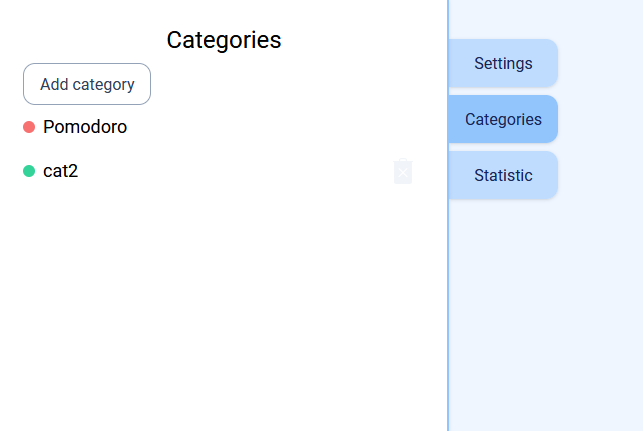 Categories
Add category
Pomodoro
cat2
×
Settings
Categories
Statistic